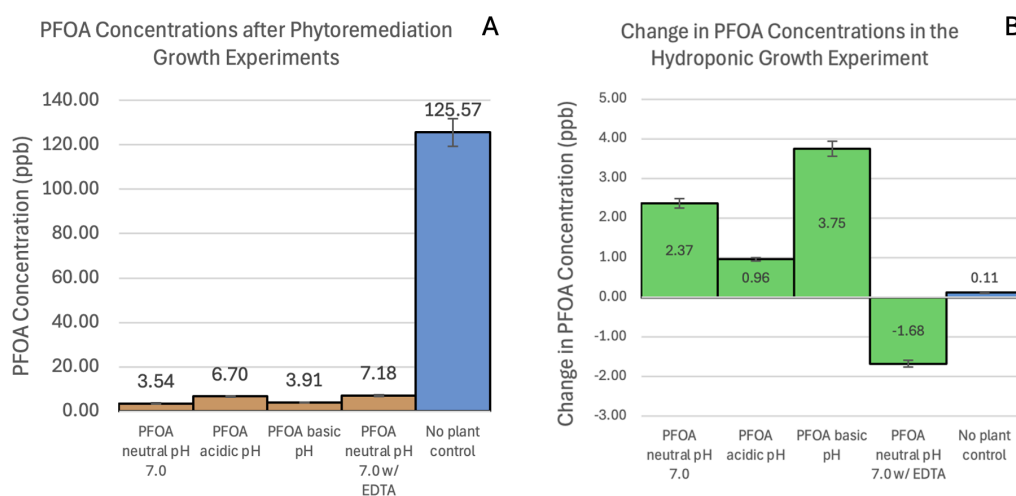 PFOA Concentrations after Phytoremediation
Growth Experiments
A
PFOA Concentration (ppb)
140.00
120.00
100.00
80.00
60.00
40.00
20.00
0.00
3.54
6.70
3.91
7.18
125.57
PFOA
neutral pH
7.0
PFOA
acidic pH
PFOA basic
pH
PFOA
neutral pH
7.0 w/
EDTA
No plant
control
Change in PFOA Concentrations in the
Hydroponic Growth Experiment
B
Change in PFOA Concentration (ppb)
5.00
4.00
3.00
2.00
1.00
0.00
-1.00
-2.00
-3.00
2.37
0.96
3.75
-1.68
0.11
PFOA
neutral pH
7.0
PFOA
acidic pH
PFOA basic
pH
PFOA
neutral pH
7.0 w/ EDTA
No plant
control